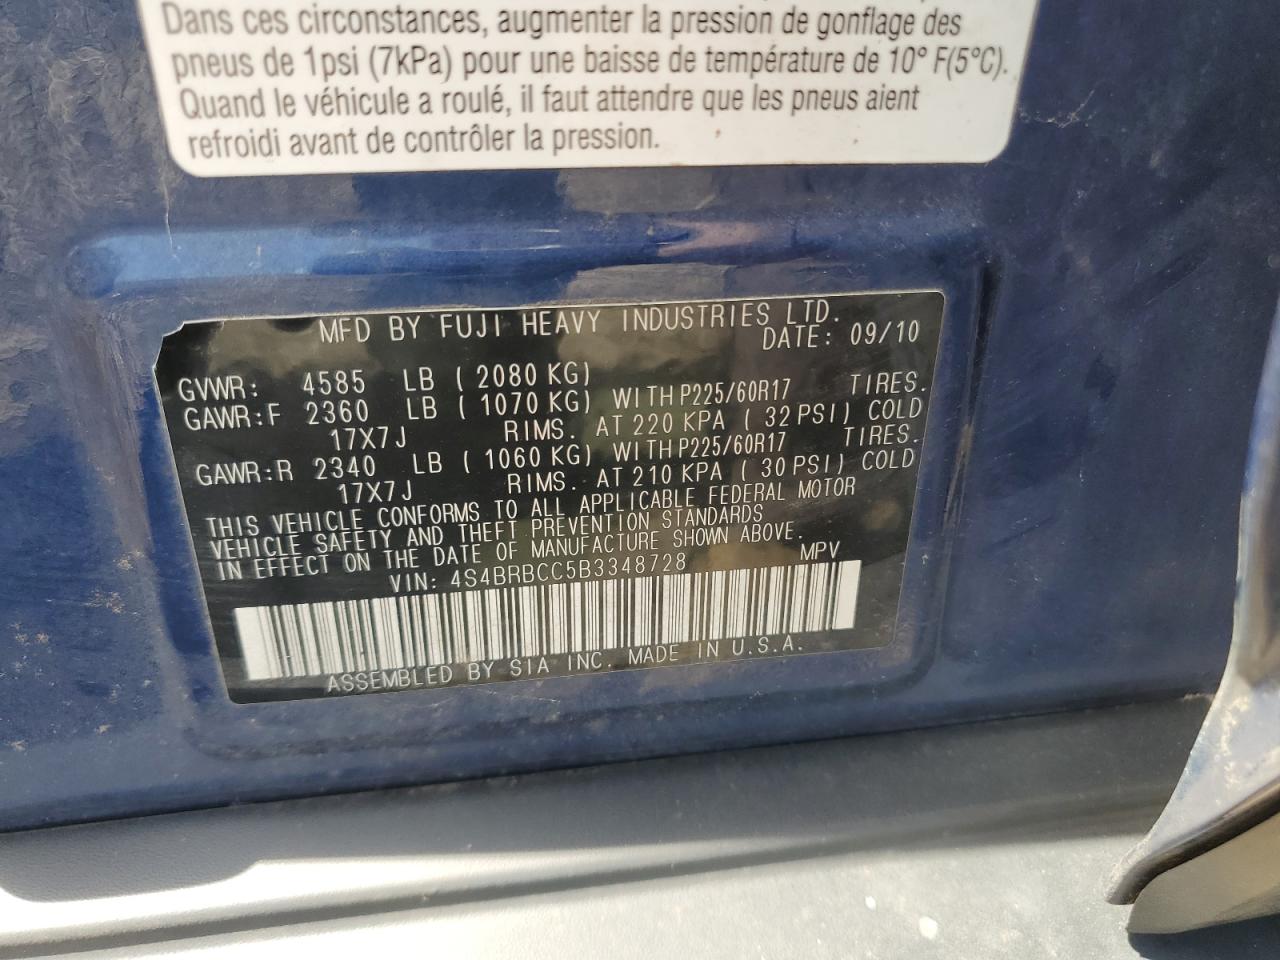 Dans ces circonstances, augmenter la pression de gonflage des
pneus de 1psi (7kPa) pour une baisse de température de 10° F(5°C).
Quand le véhicule a roulé, il faut attendre que les pneus aient
refroidi avant de contrôler la pression.
MFD BY FUJI HEAVY INDUSTRIES LTD.
DATE: 09/10
GVWR: 4585 LB ( 2080 KG)
GAWR:F 2360 LB ( 1070 KG) WITH P225/60R17 TIRES.
17X7J RIMS. AT 220 KPA ( 32 PSI) COLD
GAWR:R 2340 LB ( 1060 KG) WITH P225/60R17 TIRES.
17X7J RIMS. AT 210 KPA ( 30 PSI) COLD
THIS VEHICLE CONFORMS TO ALL APPLICABLE FEDERAL MOTOR
VEHICLE SAFETY AND THEFT PREVENTION STANDARDS
IN EFFECT ON THE DATE OF MANUFACTURE SHOWN ABOVE.
VIN: 4S4BRBCC5B3348728 MPV
ASSEMBLED BY SIA INC. MADE IN U.S.A.